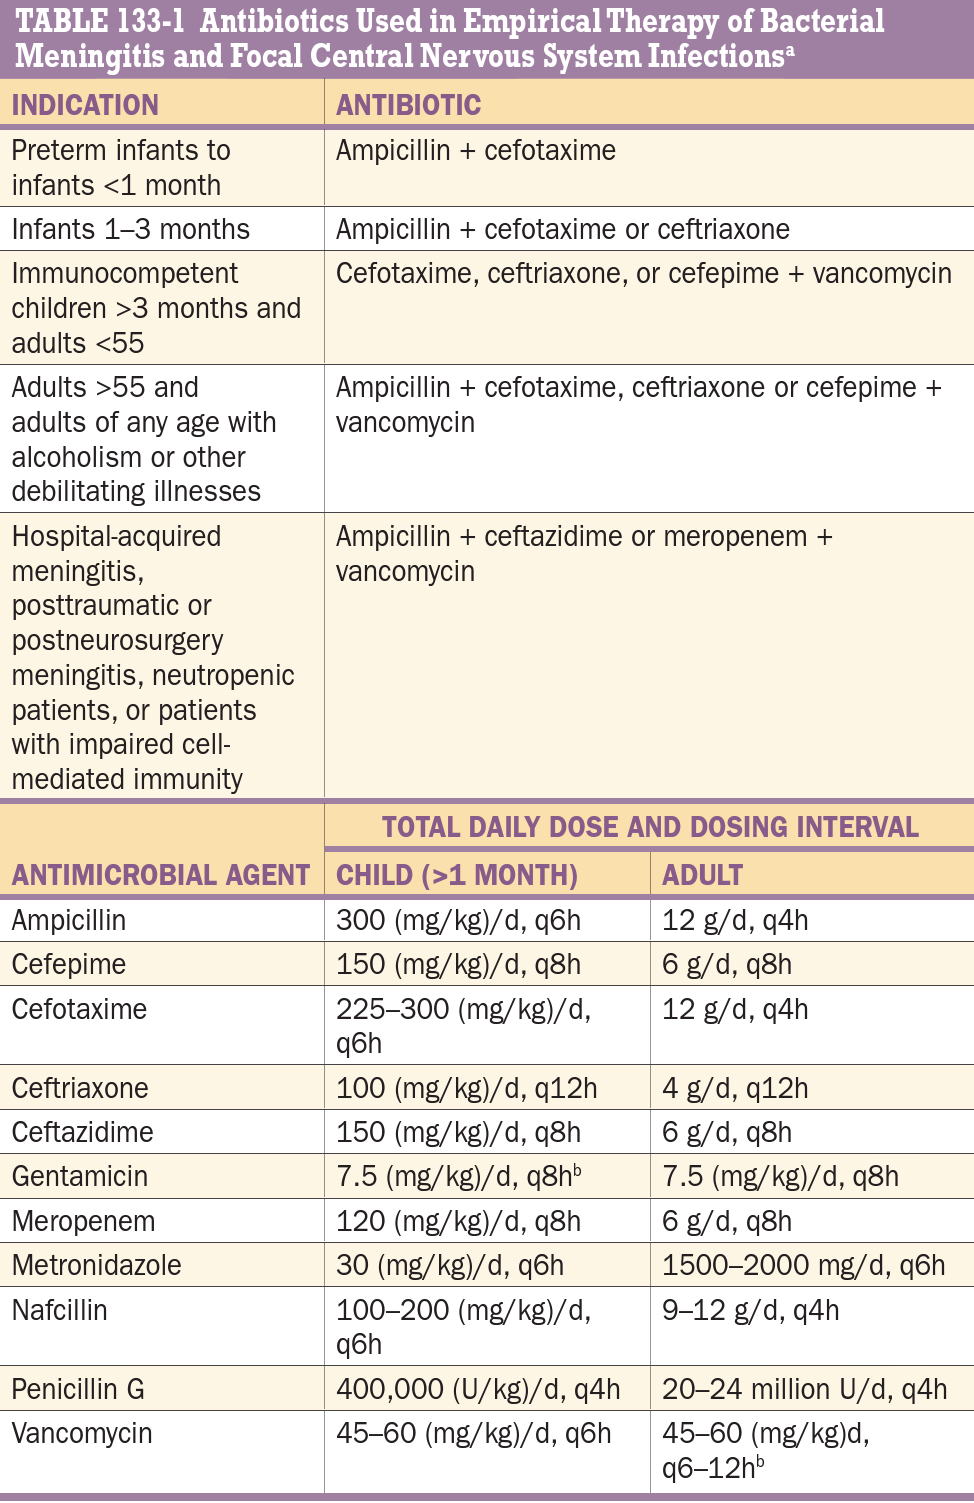 TABLE 133-1 Antibiotics Used in Empirical Therapy of Bacterial
Meningitis and Focal Central Nervous System Infectionsᵃ
INDICATION ANTIBIOTIC
Preterm infants to Ampicillin + cefotaxime
infants <1 month
Infants 1–3 months Ampicillin + cefotaxime or ceftriaxone
Immunocompetent Cefotaxime, ceftriaxone, or cefepime + vancomycin
children >3 months and
adults <55
Adults >55 and Ampicillin + cefotaxime, ceftriaxone or cefepime +
adults of any age with vancomycin
alcoholism or other
debilitating illnesses
Hospital-acquired Ampicillin + ceftazidime or meropenem +
meningitis, vancomycin
posttraumatic or
postneurosurgery
meningitis, neutropenic
patients, or patients
with impaired cell-
mediated immunity
TOTAL DAILY DOSE AND DOSING INTERVAL
ANTIMICROBIAL AGENT CHILD (>1 MONTH) ADULT
Ampicillin 300 (mg/kg)/d, q6h 12 g/d, q4h
Cefepime 150 (mg/kg)/d, q8h 6 g/d, q8h
Cefotaxime 225–300 (mg/kg)/d, 12 g/d, q4h
q6h
Ceftriaxone 100 (mg/kg)/d, q12h 4 g/d, q12h
Ceftazidime 150 (mg/kg)/d, q8h 6 g/d, q8h
Gentamicin 7.5 (mg/kg)/d, q8hᵇ 7.5 (mg/kg)/d, q8h
Meropenem 120 (mg/kg)/d, q8h 6 g/d, q8h
Metronidazole 30 (mg/kg)/d, q6h 1500–2000 mg/d, q6h
Nafcillin 100–200 (mg/kg)/d, 9–12 g/d, q4h
q6h
Penicillin G 400,000 (U/kg)/d, q4h 20–24 million U/d, q4h
Vancomycin 45–60 (mg/kg)/d, q6h 45–60 (mg/kg)d,
q6–12hᵇ